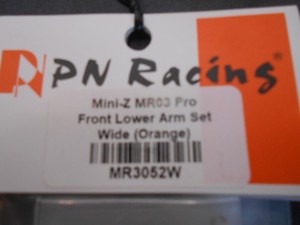 PN Racing®
Mini-Z MR03 Pro
Front Lower Arm Set
Wide (Orange)
MR3052W